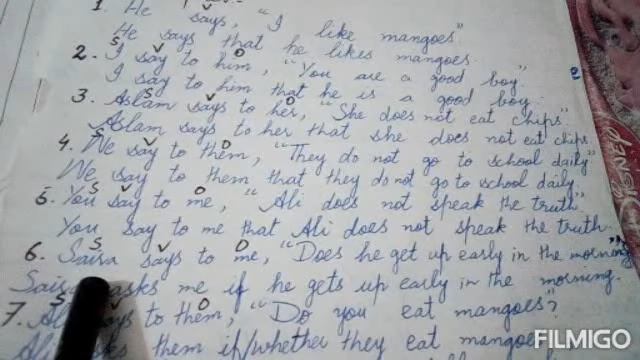 1. He says, "I like mangoes"
He says that he likes mangoes.
2. I say to him, "You are a good boy"
S V O
I say to him that he is a good boy
3. Aslam says to her, "She does not eat chips"
S V O
Aslam says to her that she does not eat chips.
4. We say to them, "They do not go to school daily"
S V O
We say to them that they do not go to school daily.
5. You say to me, "Ali does not speak the truth"
S V O
You say to me that Ali does not speak the truth.
6. Saira says to me, "Does he get up early in the morning"
S V O
asks me if he gets up early in the morning.
7. to them, "Do you eat mangoes?
S O
them if/whether they eat mangoes
FILMIGO